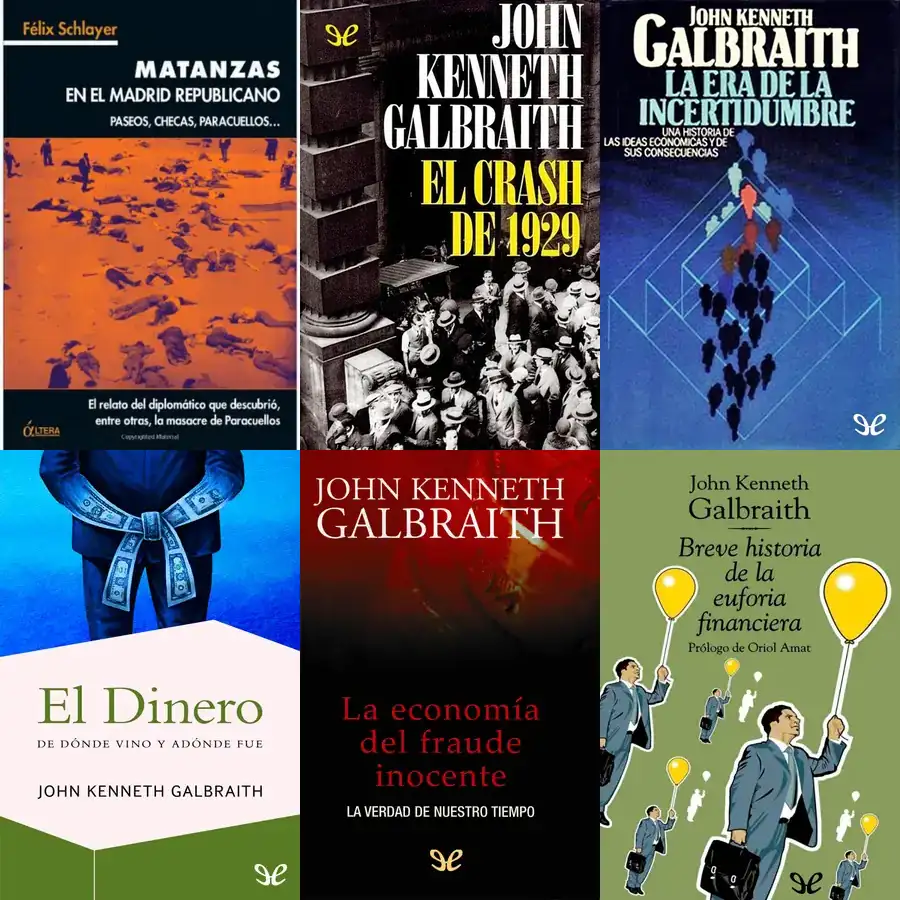 Félix Schlayer
MATANZAS
EN EL MADRID REPUBLICANO
PASEOS, CHECAS, PARACUELLOS...
El relato del diplomático que descubrió,
entre otras, la masacre de Paracuellos
ÁLTERA
Copyrighted Material
JOHN
KENNETH
GALBRAITH
EL CRASH
DE 1929
JOHN KENNETH
GALBRAITH
LA ERA DE LA
INCERTIDUMBRE
UNA HISTORIA DE
LAS IDEAS ECONOMICAS Y DE
SUS CONSECUENCIAS
El Dinero
DE DÓNDE VINO Y ADÓNDE FUE
JOHN KENNETH GALBRAITH
JOHN KENNETH
GALBRAITH
La economía
del fraude
inocente
LA VERDAD DE NUESTRO TIEMPO
John Kenneth
Galbraith
Breve historia
de la
euforia
financiera
Prólogo de Oriol Amat